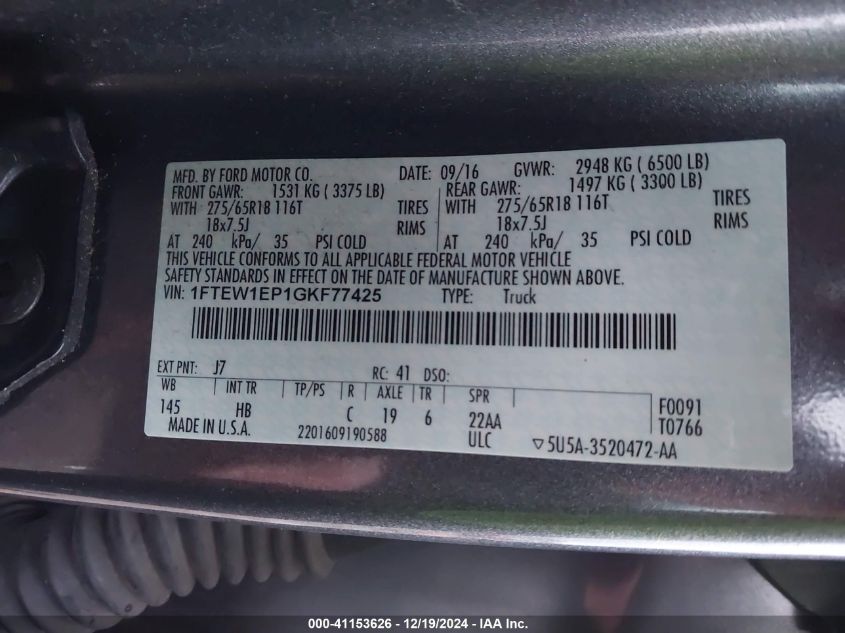 MFD. BY FORD MOTOR CO. DATE: 09/16 GVWR: 2948 KG ( 6500 LB)
FRONT GAWR: 1531 KG ( 3375 LB) REAR GAWR: 1497 KG ( 3300 LB)
WITH 275/65R18 116T TIRES WITH 275/65R18 116T TIRES
18x7.5J RIMS 18x7.5J RIMS
AT 240 kPa/ 35 PSI COLD AT 240 kPa/ 35 PSI COLD
THIS VEHICLE CONFORMS TO ALL APPLICABLE FEDERAL MOTOR VEHICLE
SAFETY STANDARDS IN EFFECT ON THE DATE OF MANUFACTURE SHOWN ABOVE.
VIN: 1FTEW1EP1GKF77425 TYPE: Truck
EXT PNT: J7 RC: 41 DSO:
WB INT TR TP/PS R AXLE TR SPR
145 HB C 19 6 22AA F0091
MADE IN U.S.A. 2201609190588 ULC T0766
▽5U5A-3520472-AA
000-41153626 - 12/19/2024 - IAA Inc.